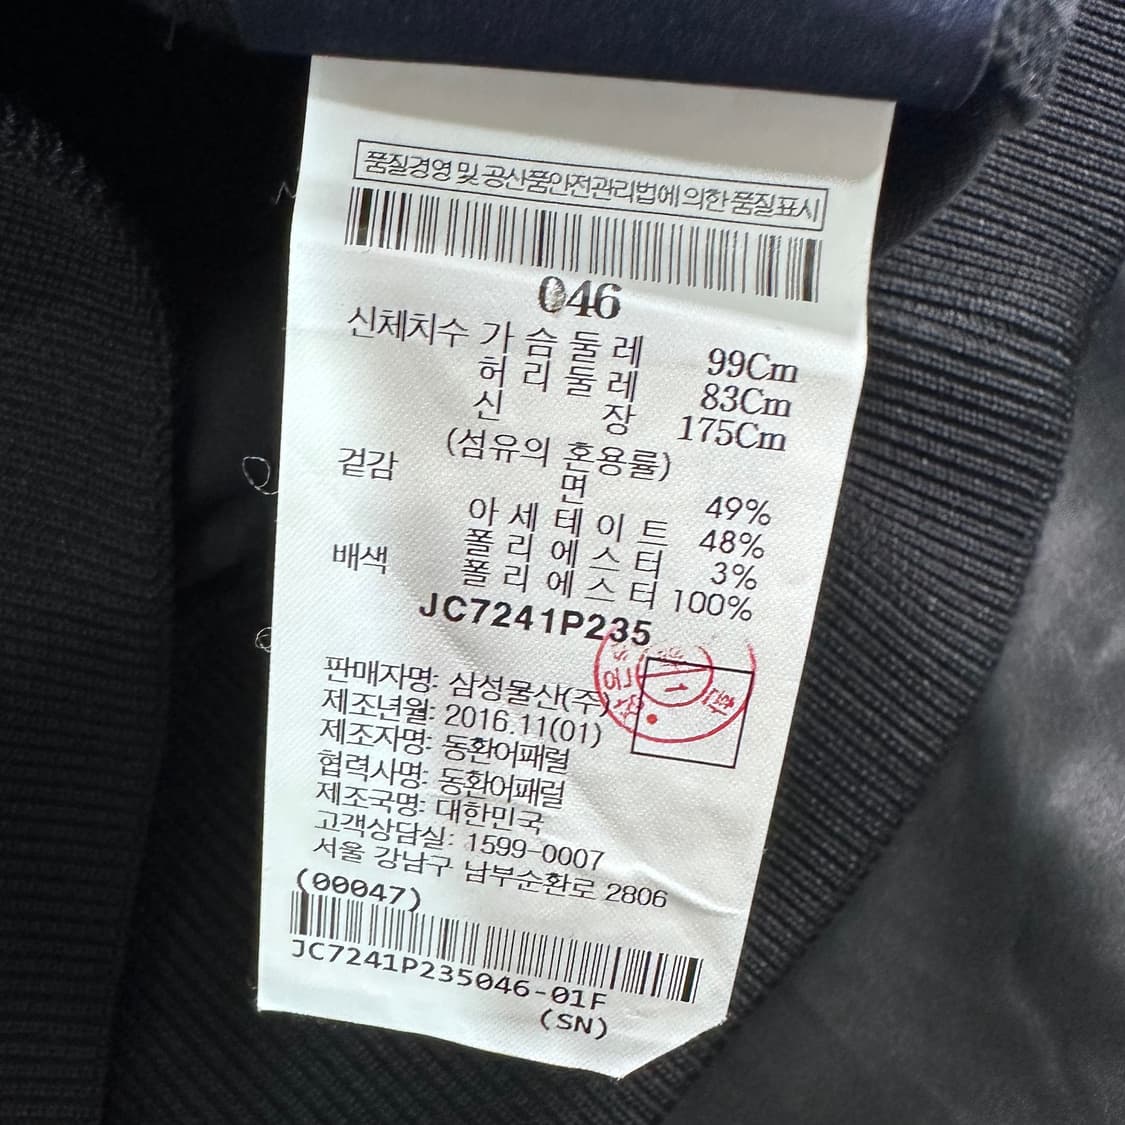 품질경영 및 공산품안전관리법에 의한 품질표시
046
신체치수 가슴둘레 99Cm
허리둘레 83Cm
신장 175Cm
(섬유의 혼용률)
겉감 면 49%
아세테이트 48%
폴리에스터 3%
배색 폴리에스터 100%
JC7241P235
판매자명: 삼성물산(주)
제조년월: 2016.11(01)
제조자명: 동환어패럴
협력사명: 동환어패럴
제조국명: 대한민국
고객상담실: 1599-0007
서울 강남구 남부순환로 2806
(00047)
JC7241P235046-01F
(SN)